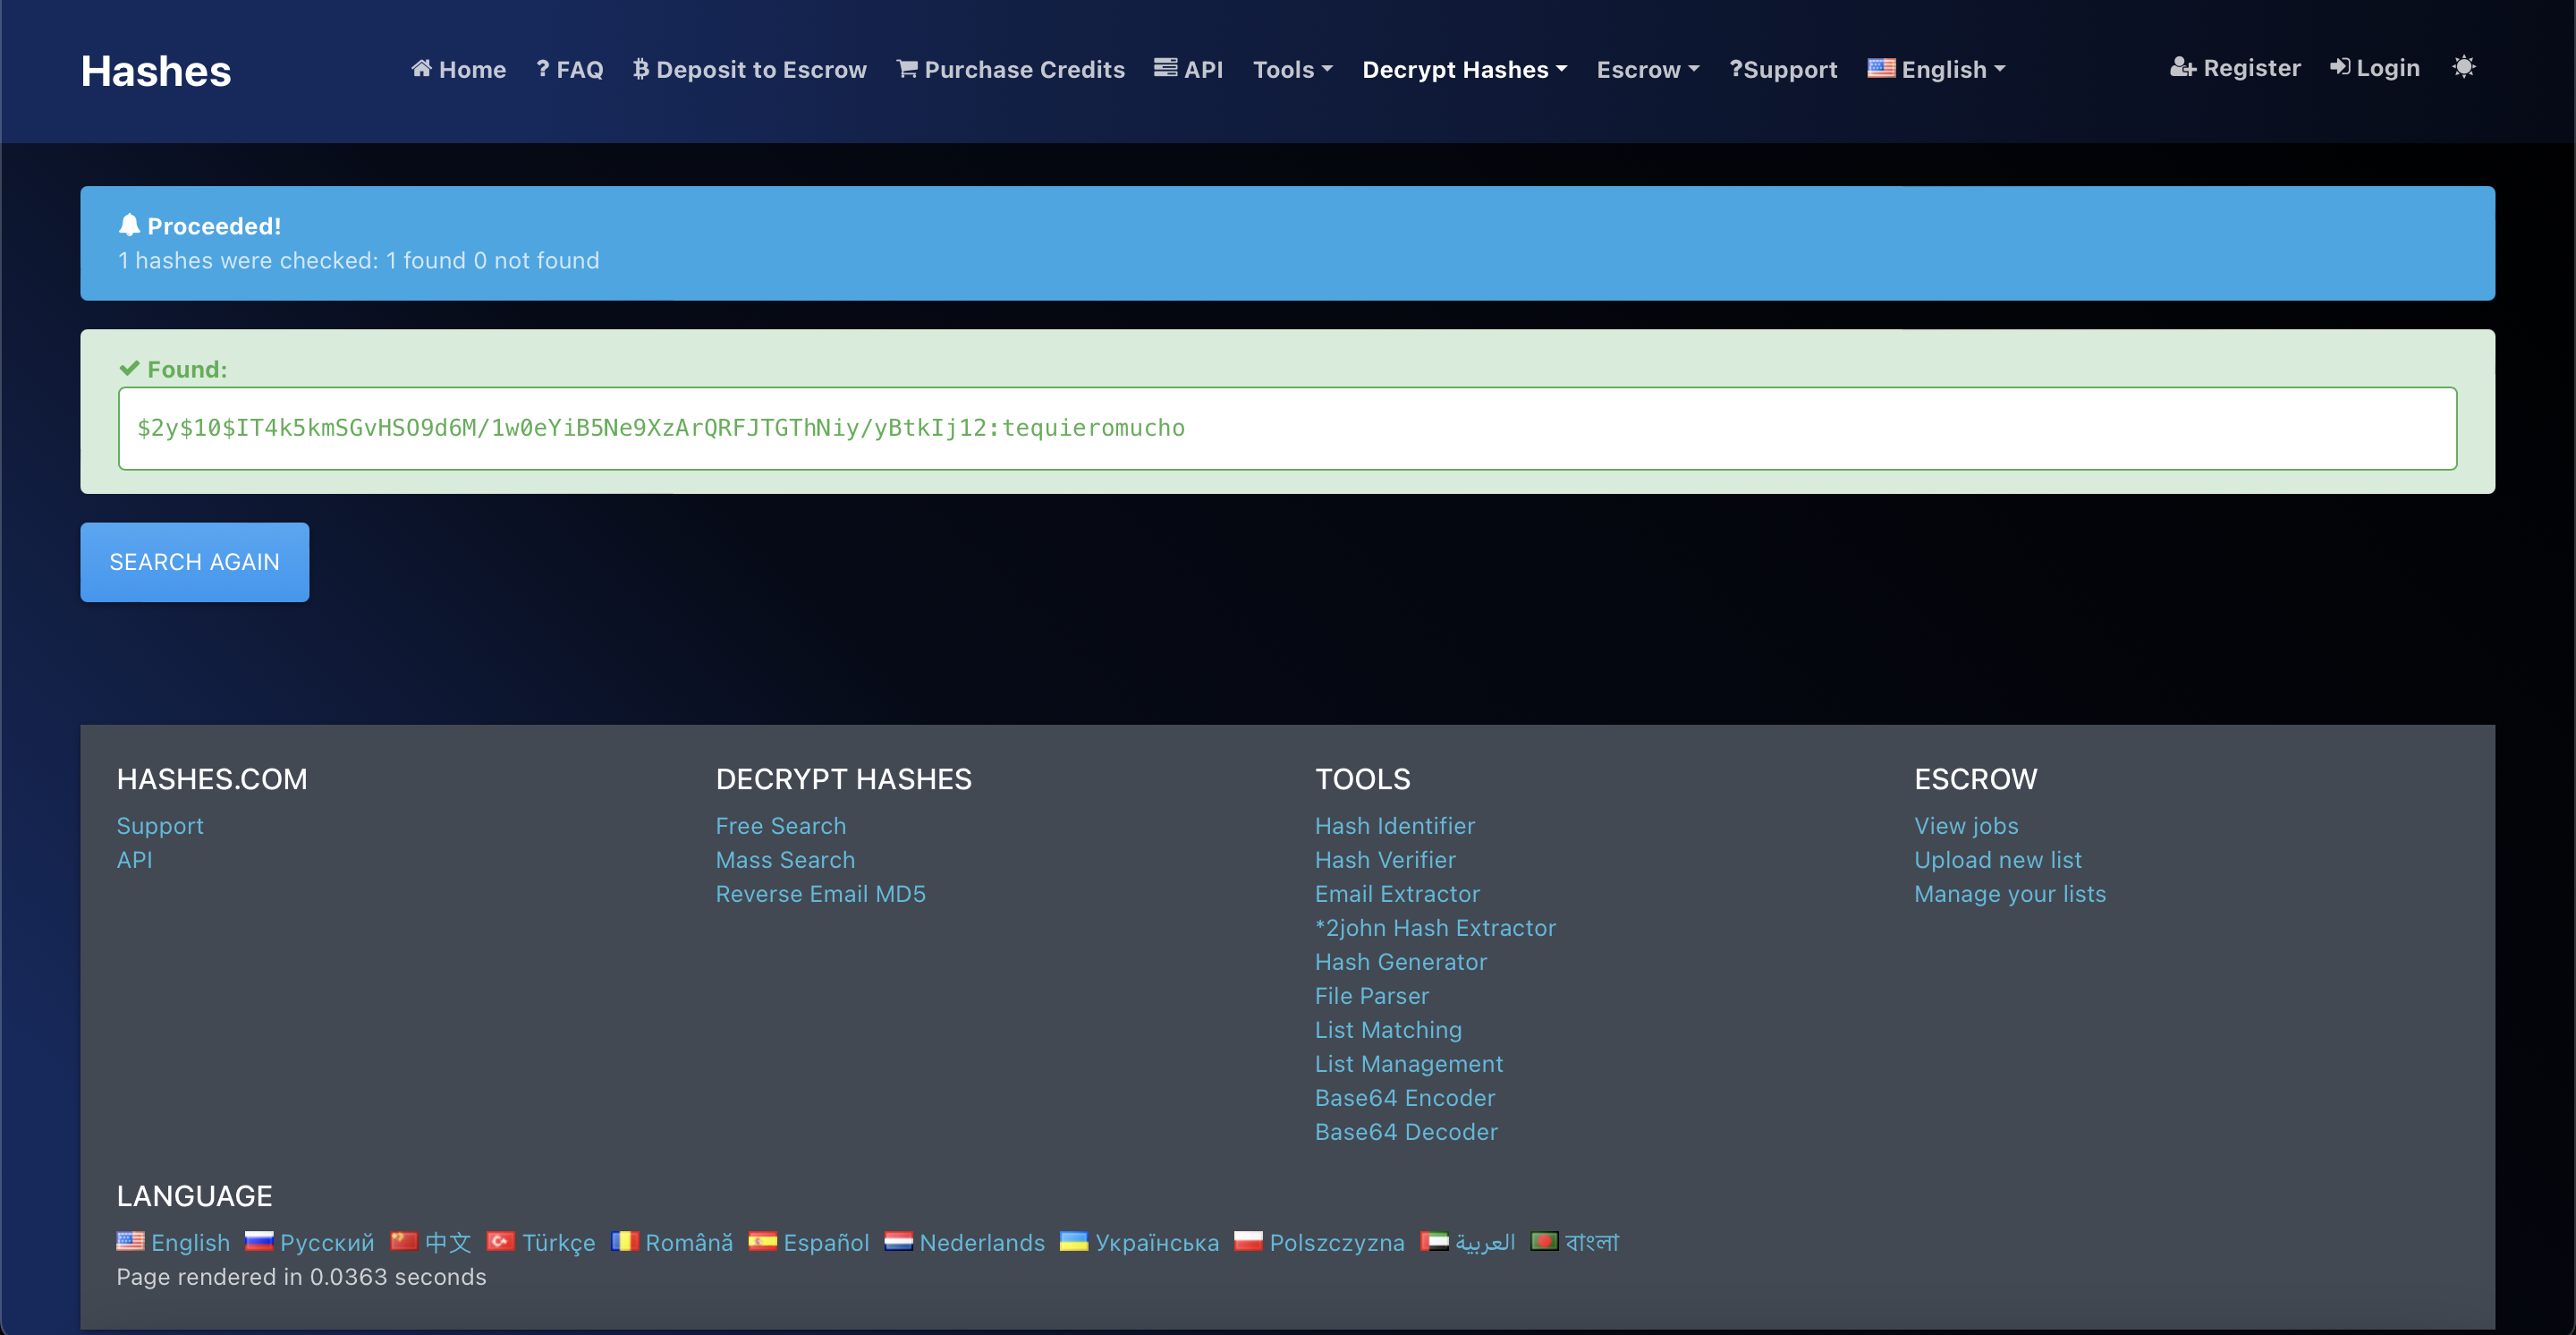 Hashes
Home ? FAQ Deposit to Escrow Purchase Credits API Tools Decrypt Hashes Escrow ?Support English Register Login
Proceeded!
1 hashes were checked: 1 found 0 not found
Found:
$2y$10$IT4k5kmSGvHSO9d6M/1w0eYiB5Ne9XzArQRFJTGThNiy/yBtkIj12:tequieromucho
SEARCH AGAIN
HASHES.COM
Support
API
DECRYPT HASHES
Free Search
Mass Search
Reverse Email MD5
TOOLS
Hash Identifier
Hash Verifier
Email Extractor
*2john Hash Extractor
Hash Generator
File Parser
List Matching
List Management
Base64 Encoder
Base64 Decoder
ESCROW
View jobs
Upload new list
Manage your lists
LANGUAGE
English Русский 中文 Türkçe Română Español Nederlands Українська Polszczyzna العربية বাংলা
Page rendered in 0.0363 seconds